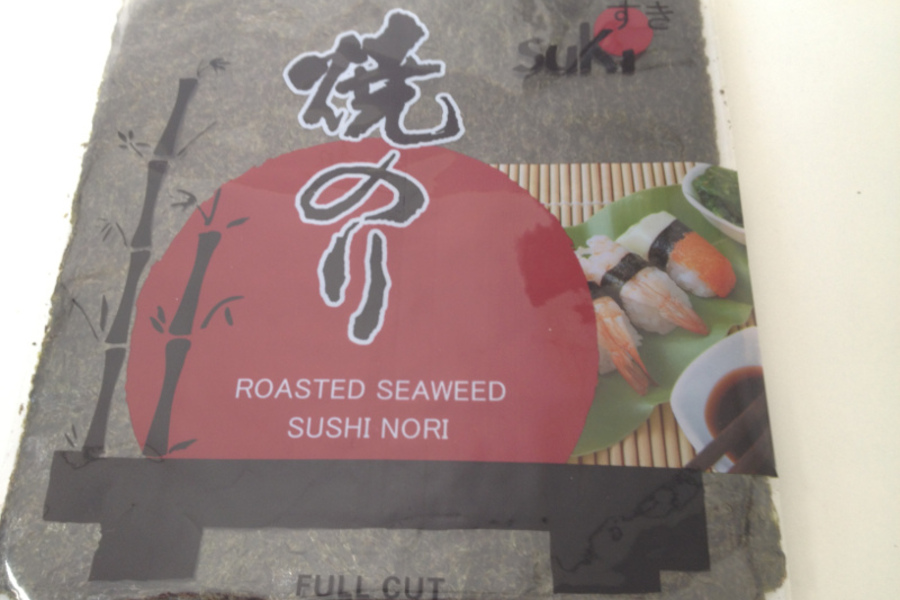 すき
suki
焼のり
ROASTED SEAWEED
SUSHI NORI
FULL CUT